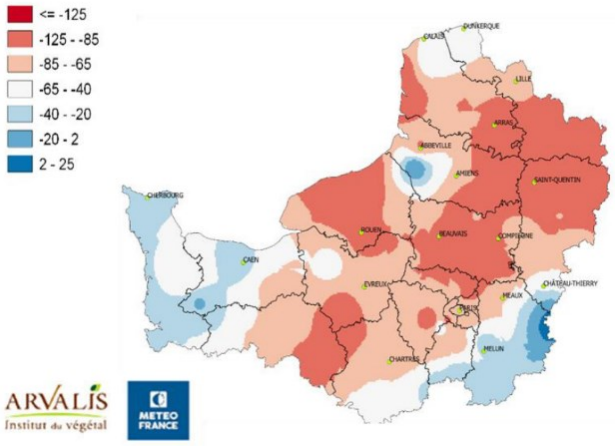 <= -125
-125 - -85
-85 - -65
-65 - -40
-40 - -20
-20 - 2
2 - 25
DUNKERQUE
CALAIS
LILLE
ARRAS
ABBEVILLE
AMIENS
SAINT-QUENTIN
CHERBOURG
ROUEN
BEAUVAIS
COMPIEGNE
CAEN
EVREUX
CHÂTEAU-THIERRY
MEAUX
PARIS
MELUN
CHARTRES
ARVALIS
Institut du végétal
METEO
FRANCE